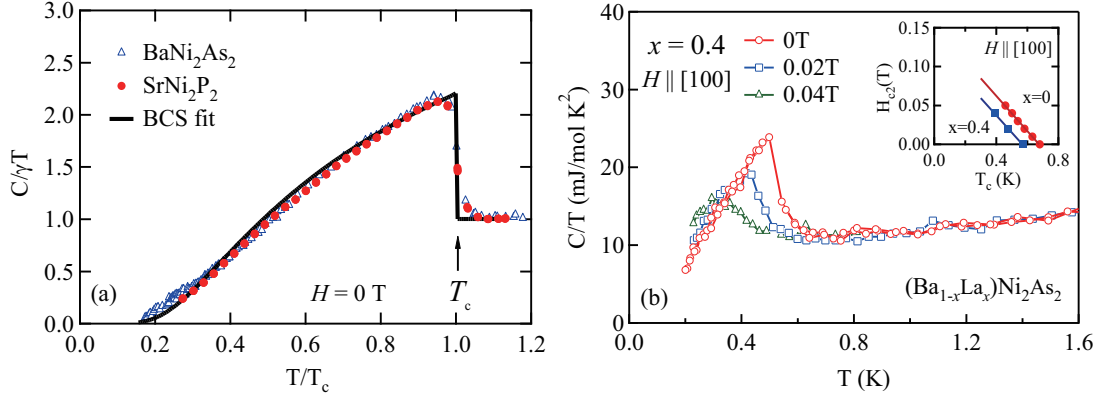 3.0
2.5
2.0
1.5
1.0
0.5
0.0
C/γT
BaNi₂As₂
SrNi₂P₂
BCS fit
(a)
H = 0 T
T_c
0.0 0.2 0.4 0.6 0.8 1.0 1.2
T/T_c
40
30
20
10
0
C/T (mJ/mol K²)
x = 0.4
H || [100]
0T
0.02T
0.04T
H || [100]
0.15
0.10
0.05
0.00
H_c2(T)
x=0
x=0.4
0.0 0.4 0.8
T_c (K)
(b)
(Ba₁₋ₓLaₓ)Ni₂As₂
0.0 0.4 0.8 1.2 1.6
T (K)